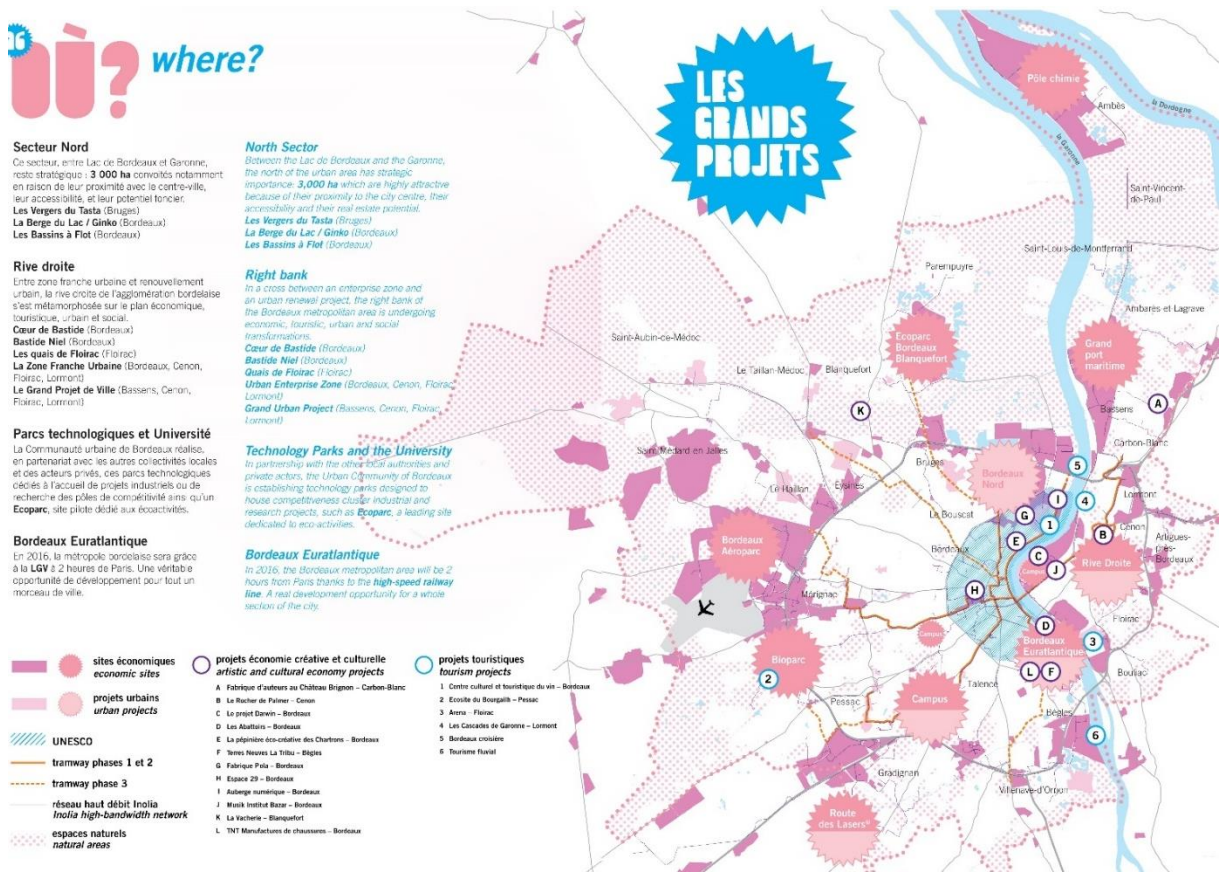 OÙ?
where?
LES
GRANDS
PROJETS
Secteur Nord
Ce secteur, entre Lac de Bordeaux et Garonne,
reste stratégique : 3 000 ha convoités notamment
en raison de leur proximité avec le centre-ville,
leur accessibilité, et leur potentiel foncier.
Les Vergers du Tasta (Bruges)
La Berge du Lac / Ginko (Bordeaux)
Les Bassins à Flot (Bordeaux)
Rive droite
Entre zone franche urbaine et renouvellement
urbain, la rive droite de l'agglomération bordelaise
s'est métamorphosée sur le plan économique,
touristique, urbain et social.
Cœur de Bastide (Bordeaux)
Bastide Niel (Bordeaux)
Les quais de Floirac (Floirac)
La Zone Franche Urbaine (Bordeaux, Cenon,
Floirac, Lormont)
Le Grand Projet de Ville (Bassens, Cenon,
Floirac, Lormont)
Parcs technologiques et Université
La Communauté urbaine de Bordeaux réalise,
en partenariat avec les autres collectivités locales
et des acteurs privés, des parcs technologiques
dédiés à l'accueil de projets industriels ou de
recherche des pôles de compétitivité ainsi qu'un
Ecoparc, site pilote dédié aux écoactivités.
Bordeaux Euratlantique
En 2016, la métropole bordelaise sera grâce
à la LGV à 2 heures de Paris. Une véritable
opportunité de développement pour tout un
morceau de ville.
North Sector
Between the Lac de Bordeaux and the Garonne,
the north of the urban area has strategic
importance: 3,000 ha which are highly attractive
because of their proximity to the city centre, their
accessibility and their real estate potential.
Les Vergers du Tasta (Bruges)
La Berge du Lac / Ginko (Bordeaux)
Les Bassins à Flot (Bordeaux)
Right bank
In a cross between an enterprise zone and
an urban renewal project, the right bank of
the Bordeaux metropolitan area is undergoing
economic, touristic, urban and social
transformations.
Cœur de Bastide (Bordeaux)
Bastide Niel (Bordeaux)
Quais de Floirac (Floirac)
Urban Enterprise Zone (Bordeaux, Cenon, Floirac,
Lormont)
Grand Urban Project (Bassens, Cenon, Floirac,
Lormont)
Technology Parks and the University
In partnership with the other local authorities and
private actors, the Urban Community of Bordeaux
is establishing technology parks designed to
house competitiveness cluster industrial and
research projects, such as Ecoparc, a leading site
dedicated to eco-activities.
Bordeaux Euratlantique
In 2016, the Bordeaux metropolitan area will be 2
hours from Paris thanks to the high-speed railway
line. A real development opportunity for a whole
section of the city.
sites économiques
economic sites
projets urbains
urban projects
UNESCO
tramway phases 1 et 2
tramway phase 3
réseau haut débit Inolia
Inolia high-bandwidth network
espaces naturels
natural areas
projets économie créative et culturelle
artistic and cultural economy projects
A Fabrique d'auteurs au Château Brignon – Carbon-Blanc
B Le Rocher de Palmer – Cenon
C Le projet Darwin – Bordeaux
D Les Abattoirs – Bordeaux
E La pépinière éco-créative des Chartrons – Bordeaux
F Terres Neuves La Tribu – Bègles
G Fabrique Pola – Bordeaux
H Espace 29 – Bordeaux
I Auberge numérique – Bordeaux
J Musik Institut Bazar – Bordeaux
K La Vacherie – Blanquefort
L TNT Manufactures de chaussures – Bordeaux
projets touristiques
tourism projects
1 Centre culturel et touristique du vin – Bordeaux
2 Ecosite du Bourgailh – Pessac
3 Arena – Floirac
4 Les Cascades de Garonne – Lormont
5 Bordeaux croisière
6 Tourisme fluvial
Pôle chimie
Ambès
la Dordogne
la Garonne
Saint-Vincent-
de-Paul
Saint-Louis-de-Montferrand
Parempuyre
Ambarès-et-Lagrave
Saint-Aubin-de-Médoc
Ecoparc
Bordeaux
Blanquefort
Grand
port
maritime
Le Taillan-Médoc
Blanquefort
K
A
Bassens
Carbon-Blanc
Saint-Médard en Jalles
Bruges
Bordeaux
Nord
5
Le Haillan
Eysines
4
Lormont
I
G
Le Bouscat
1
Cenon
B
E
Bordeaux
Aéroparc
Bordeaux
C
Artigues-
près-
Bordeaux
Campus
J
Rive Droite
H
Mérignac
D
Floirac
Campus
Bordeaux
Euratlantique
3
Bioparc
2
L
F
Bouliac
Talence
Pessac
Campus
Bègles
6
Gradignan
Villenave-d'Ornon
Route
des Lasers®